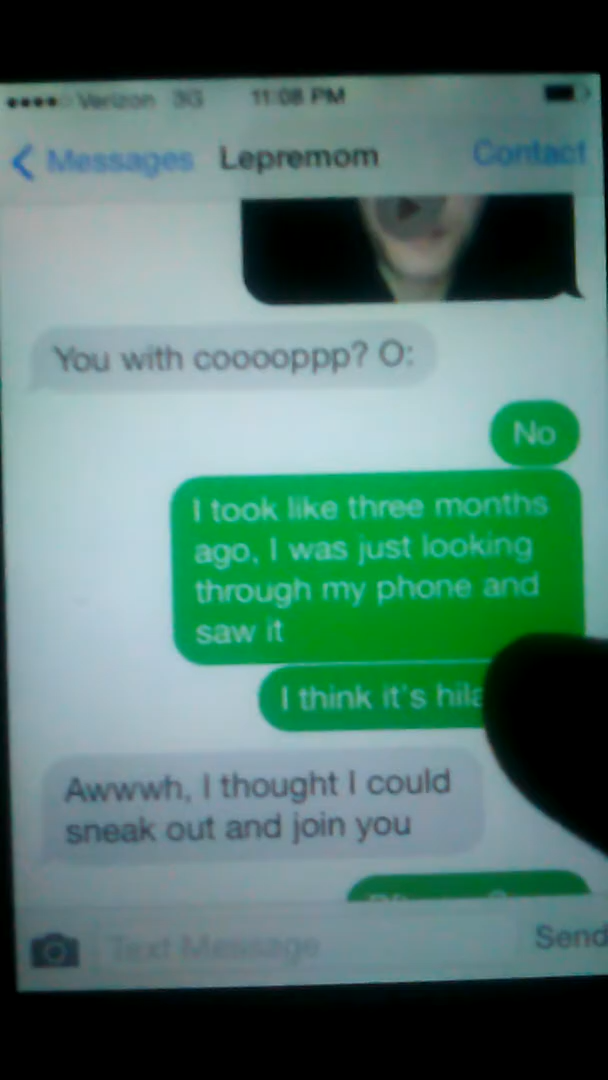 Verizon 3G 11:08 PM
Messages Lepremom Contact
You with cooooppp? O:
No
I took like three months
ago, I was just looking
through my phone and
saw it
I think it's
Awwwh, I thought I could
sneak out and join you
Text Message Send